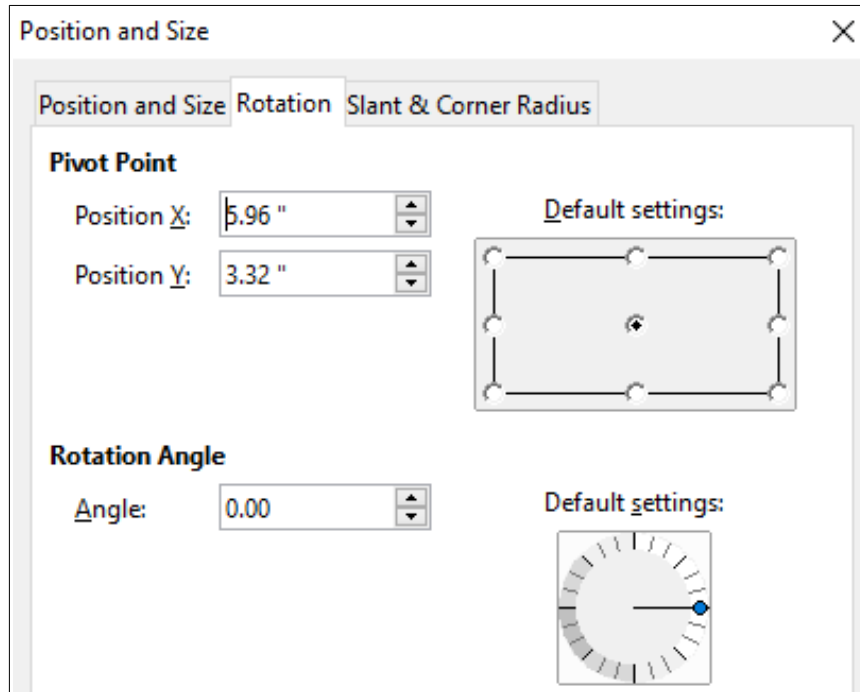 Position and Size
Position and Size Rotation Slant & Corner Radius
Pivot Point
Position X: 5.96 "
Default settings:
Position Y: 3.32 "
Rotation Angle
Angle: 0.00
Default settings: